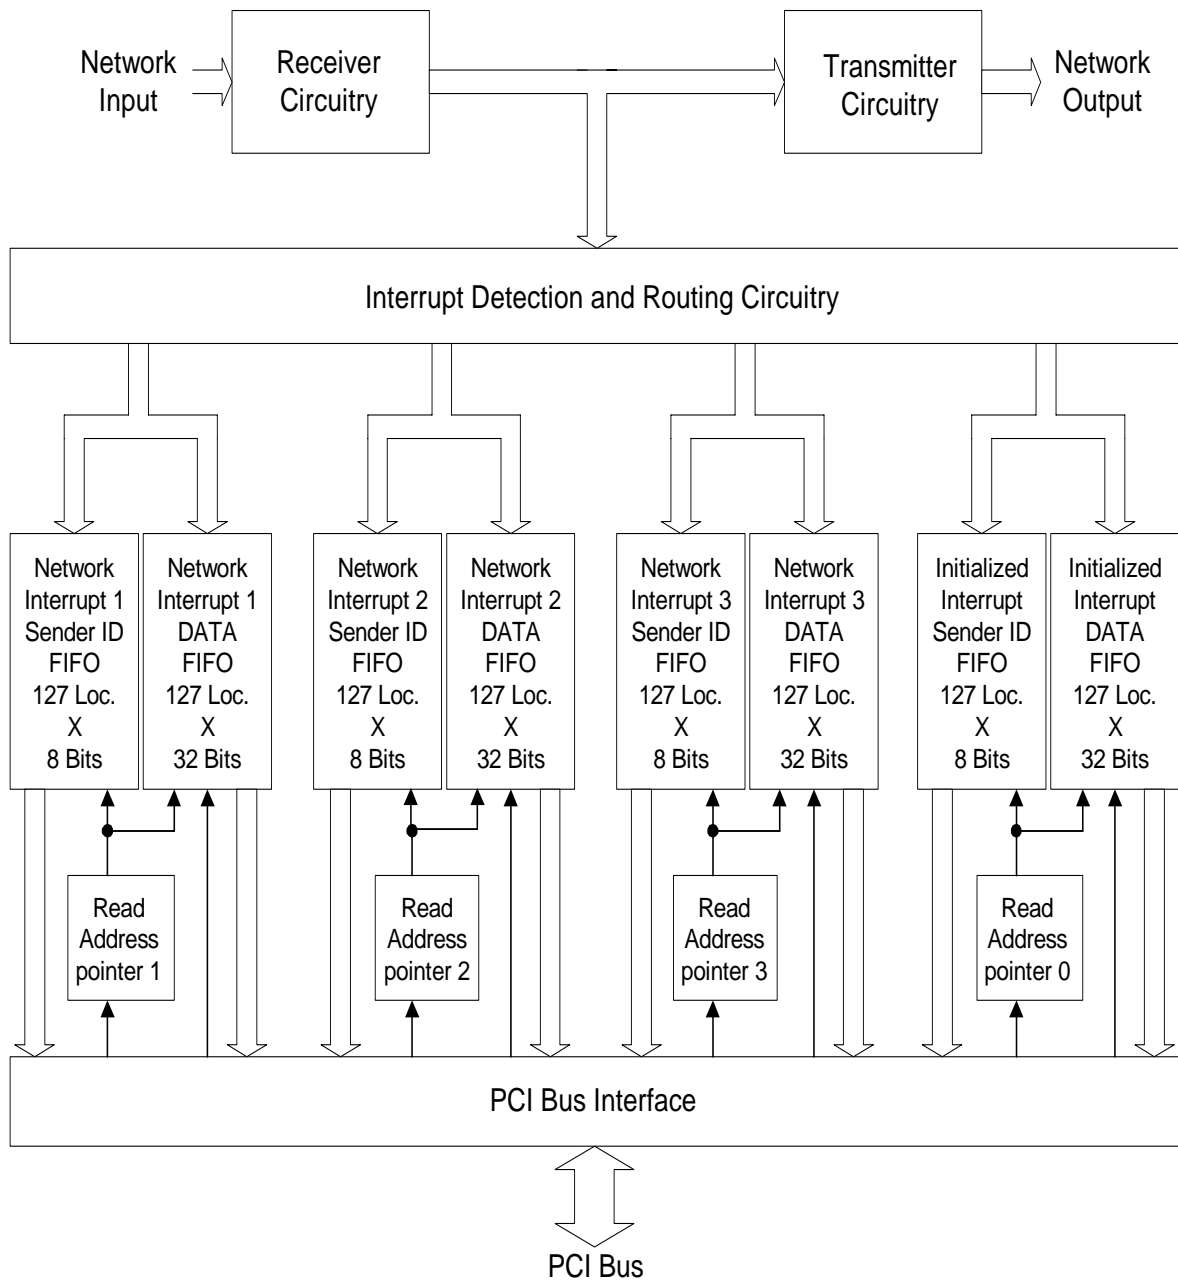 Network
Input
Receiver
Circuitry
Transmitter
Circuitry
Network
Output
Interrupt Detection and Routing Circuitry
Network
Interrupt 1
Sender ID
FIFO
127 Loc.
X
8 Bits
Network
Interrupt 1
DATA
FIFO
127 Loc.
X
32 Bits
Network
Interrupt 2
Sender ID
FIFO
127 Loc.
X
8 Bits
Network
Interrupt 2
DATA
FIFO
127 Loc.
X
32 Bits
Network
Interrupt 3
Sender ID
FIFO
127 Loc.
X
8 Bits
Network
Interrupt 3
DATA
FIFO
127 Loc.
X
32 Bits
Initialized
Interrupt
Sender ID
FIFO
127 Loc.
X
8 Bits
Initialized
Interrupt
DATA
FIFO
127 Loc.
X
32 Bits
Read
Address
pointer 1
Read
Address
pointer 2
Read
Address
pointer 3
Read
Address
pointer 0
PCI Bus Interface
PCI Bus